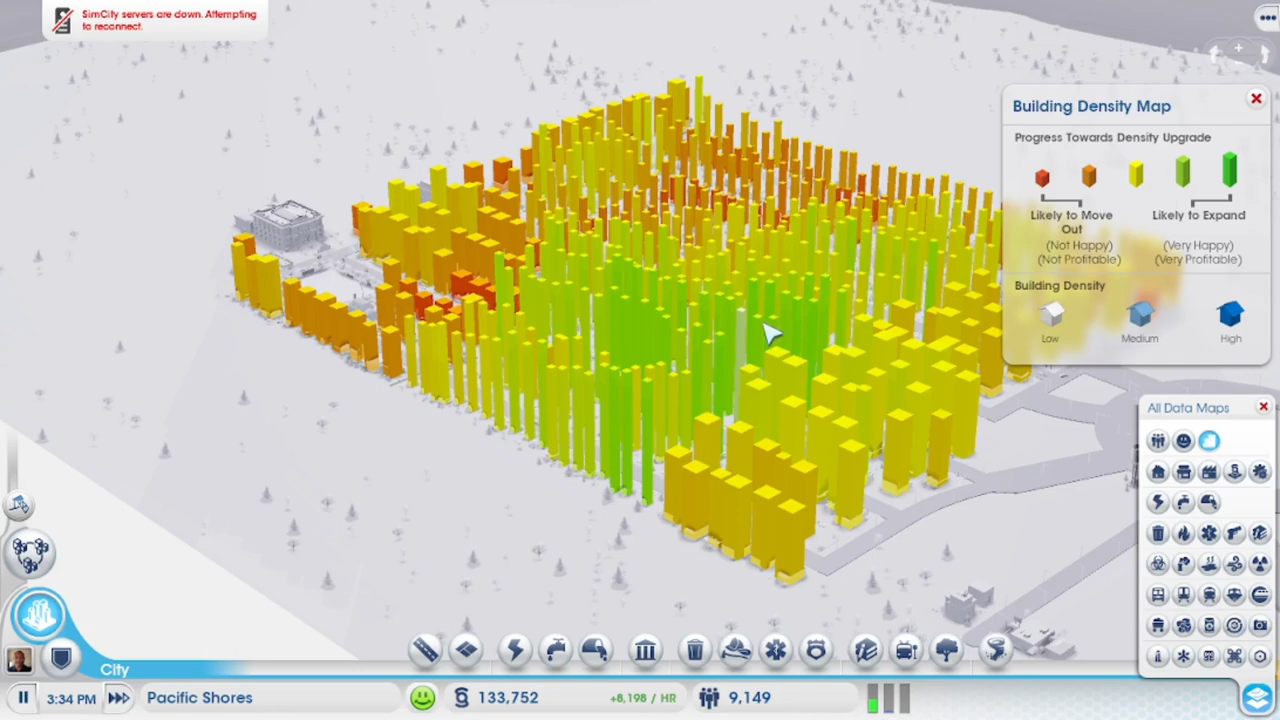 SimCity servers are down. Attempting
to reconnect.
Building Density Map
Progress Towards Density Upgrade
Likely to Move
Out
Likely to Expand
(Not Happy)
(Very Happy)
(Not Profitable)
(Very Profitable)
Building Density
Low
Medium
High
All Data Maps
City
3:34 PM
Pacific Shores
133,752
+8,198 / HR
9,149